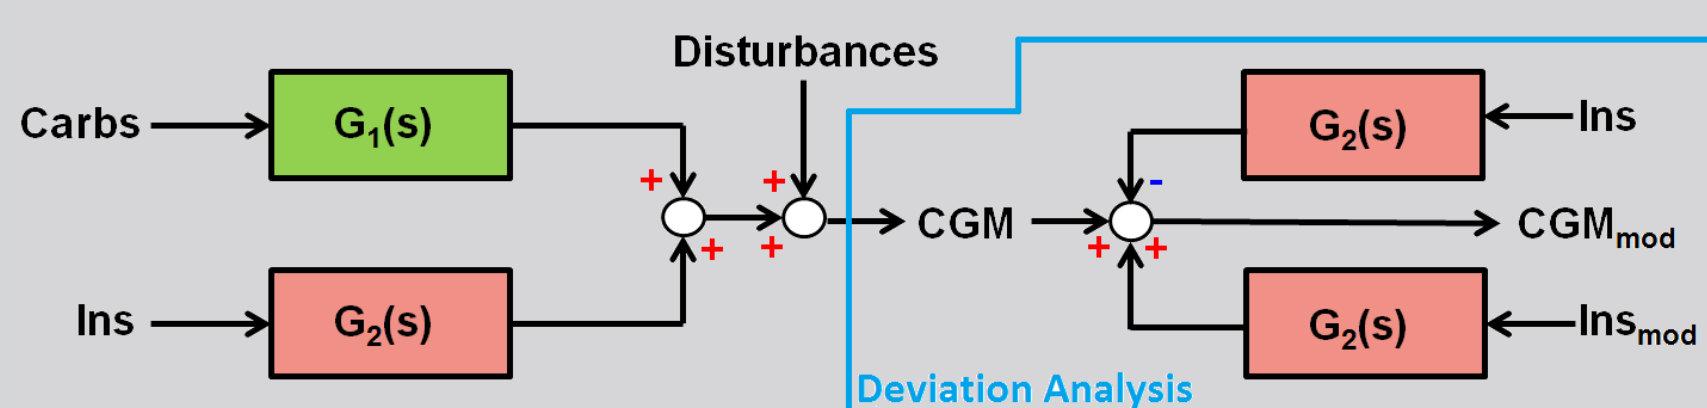 Disturbances
Carbs
G₁(s)
+
+
G₂(s)
Ins
-
CGM
CGMmod
+
+
+
+
Ins
G₂(s)
G₂(s)
Insmod
Deviation Analysis